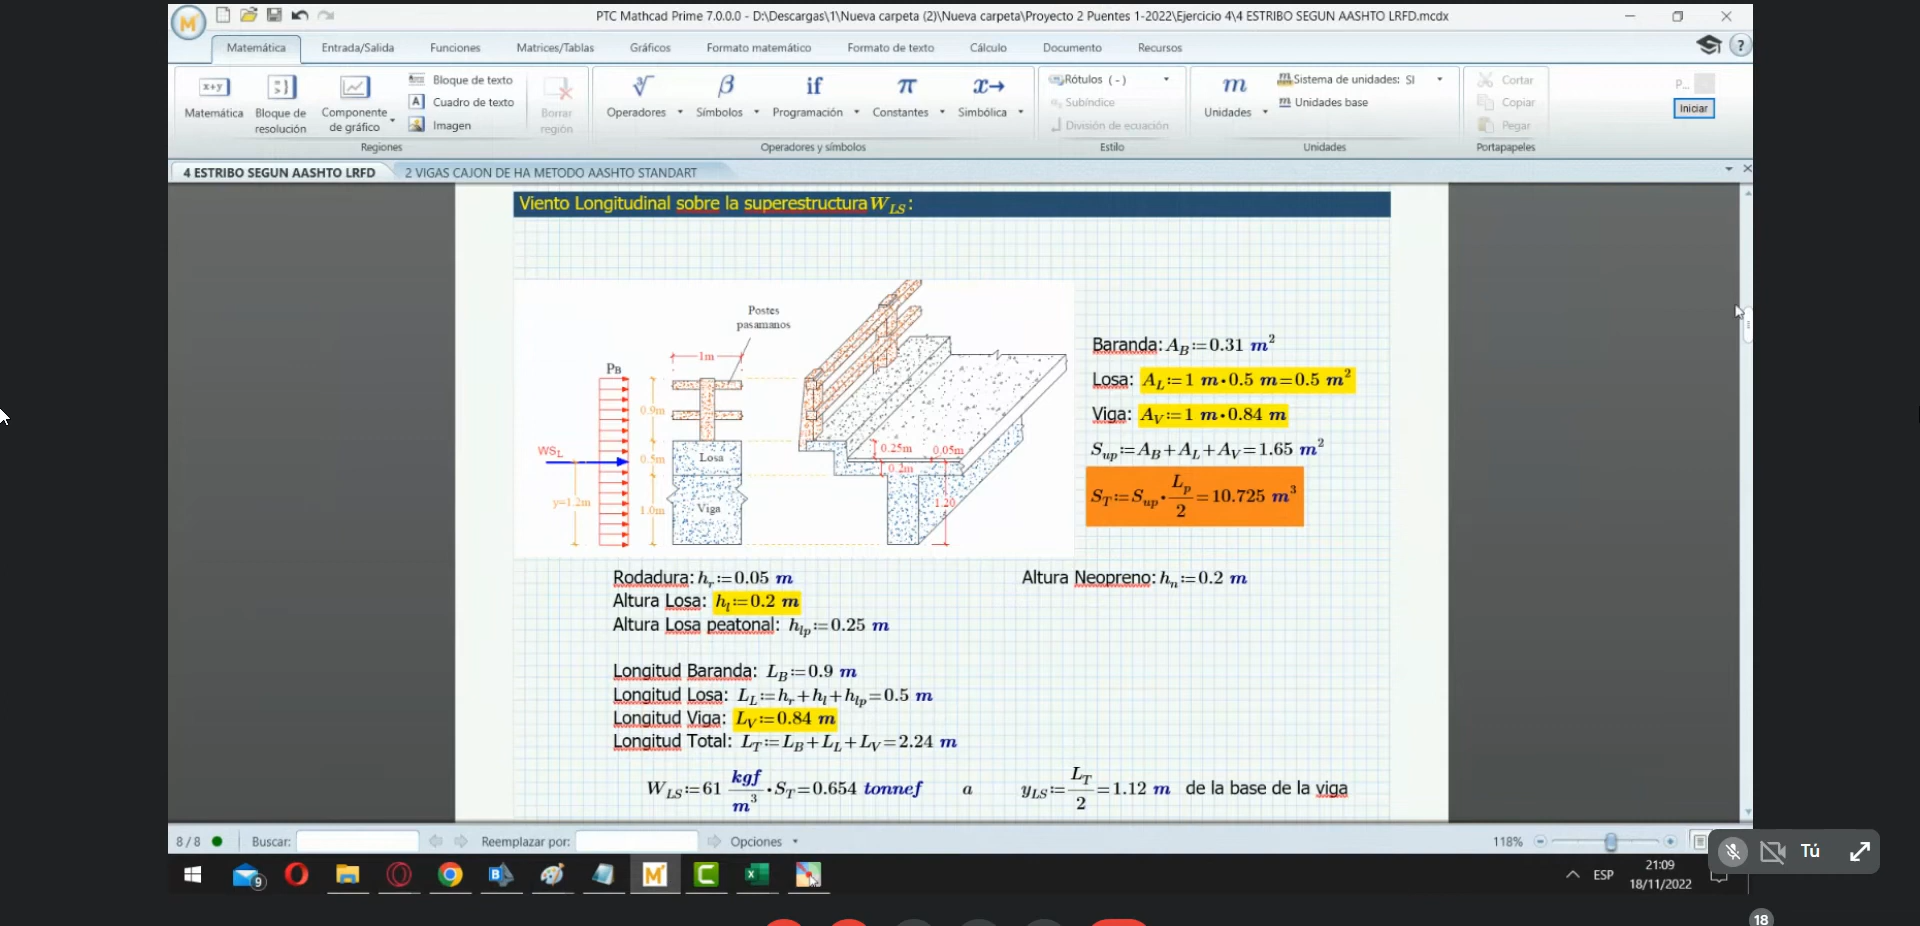 PTC Mathcad Prime 7.0.0.0 - D:\Descargas\1\Nueva carpeta (2)\Nueva carpeta\Proyecto 2 Puentes 1-2022\Ejercicio 4\4 ESTRIBO SEGUN AASHTO LRFD.mcdx
Matemática Entrada/Salida Funciones Matrices/Tablas Gráficos Formato matemático Formato de texto Cálculo Documento Recursos
Matemática
Bloque de resolución
Componente de gráfico
Bloque de texto
Cuadro de texto
Imagen
Borrar región
Regiones
Operadores Símbolos if Programación π Constantes Simbólica
Operadores y símbolos
Rótulos ( - )
Subíndice
División de ecuación
Estilo
Unidades
Sistema de unidades: SI
Unidades base
Unidades
Cortar
Copiar
Pegar
Portapapeles
P...
Iniciar
4 ESTRIBO SEGUN AASHTO LRFD 2 VIGAS CAJON DE HA METODO AASHTO STANDART
Viento Longitudinal sobre la superestructura W_LS:
Postes
pasamanos
1m
PB
0.9m
WSL
0.5m
Losa
y=1.2m
1.0m
Viga
0.25m
0.05m
0.2m
1.20
Baranda: A_B:=0.31 m²
Losa: A_L:=1 m·0.5 m=0.5 m²
Viga: A_V:=1 m·0.84 m
S_up:=A_B+A_L+A_V=1.65 m²
S_T:=S_up·L_p/2=10.725 m³
Rodadura: h_r:=0.05 m Altura Neopreno: h_n:=0.2 m
Altura Losa: h_l:=0.2 m
Altura Losa peatonal: h_lp:=0.25 m
Longitud Baranda: L_B:=0.9 m
Longitud Losa: L_L:=h_r+h_l+h_lp=0.5 m
Longitud Viga: L_V:=0.84 m
Longitud Total: L_T:=L_B+L_L+L_V=2.24 m
W_LS:=61 kgf/m³·S_T=0.654 tonnef a y_LS:=L_T/2=1.12 m de la base de la viga
8 / 8 Buscar: Reemplazar por: Opciones 118%
Tú
9
ESP
21:09
18/11/2022
18